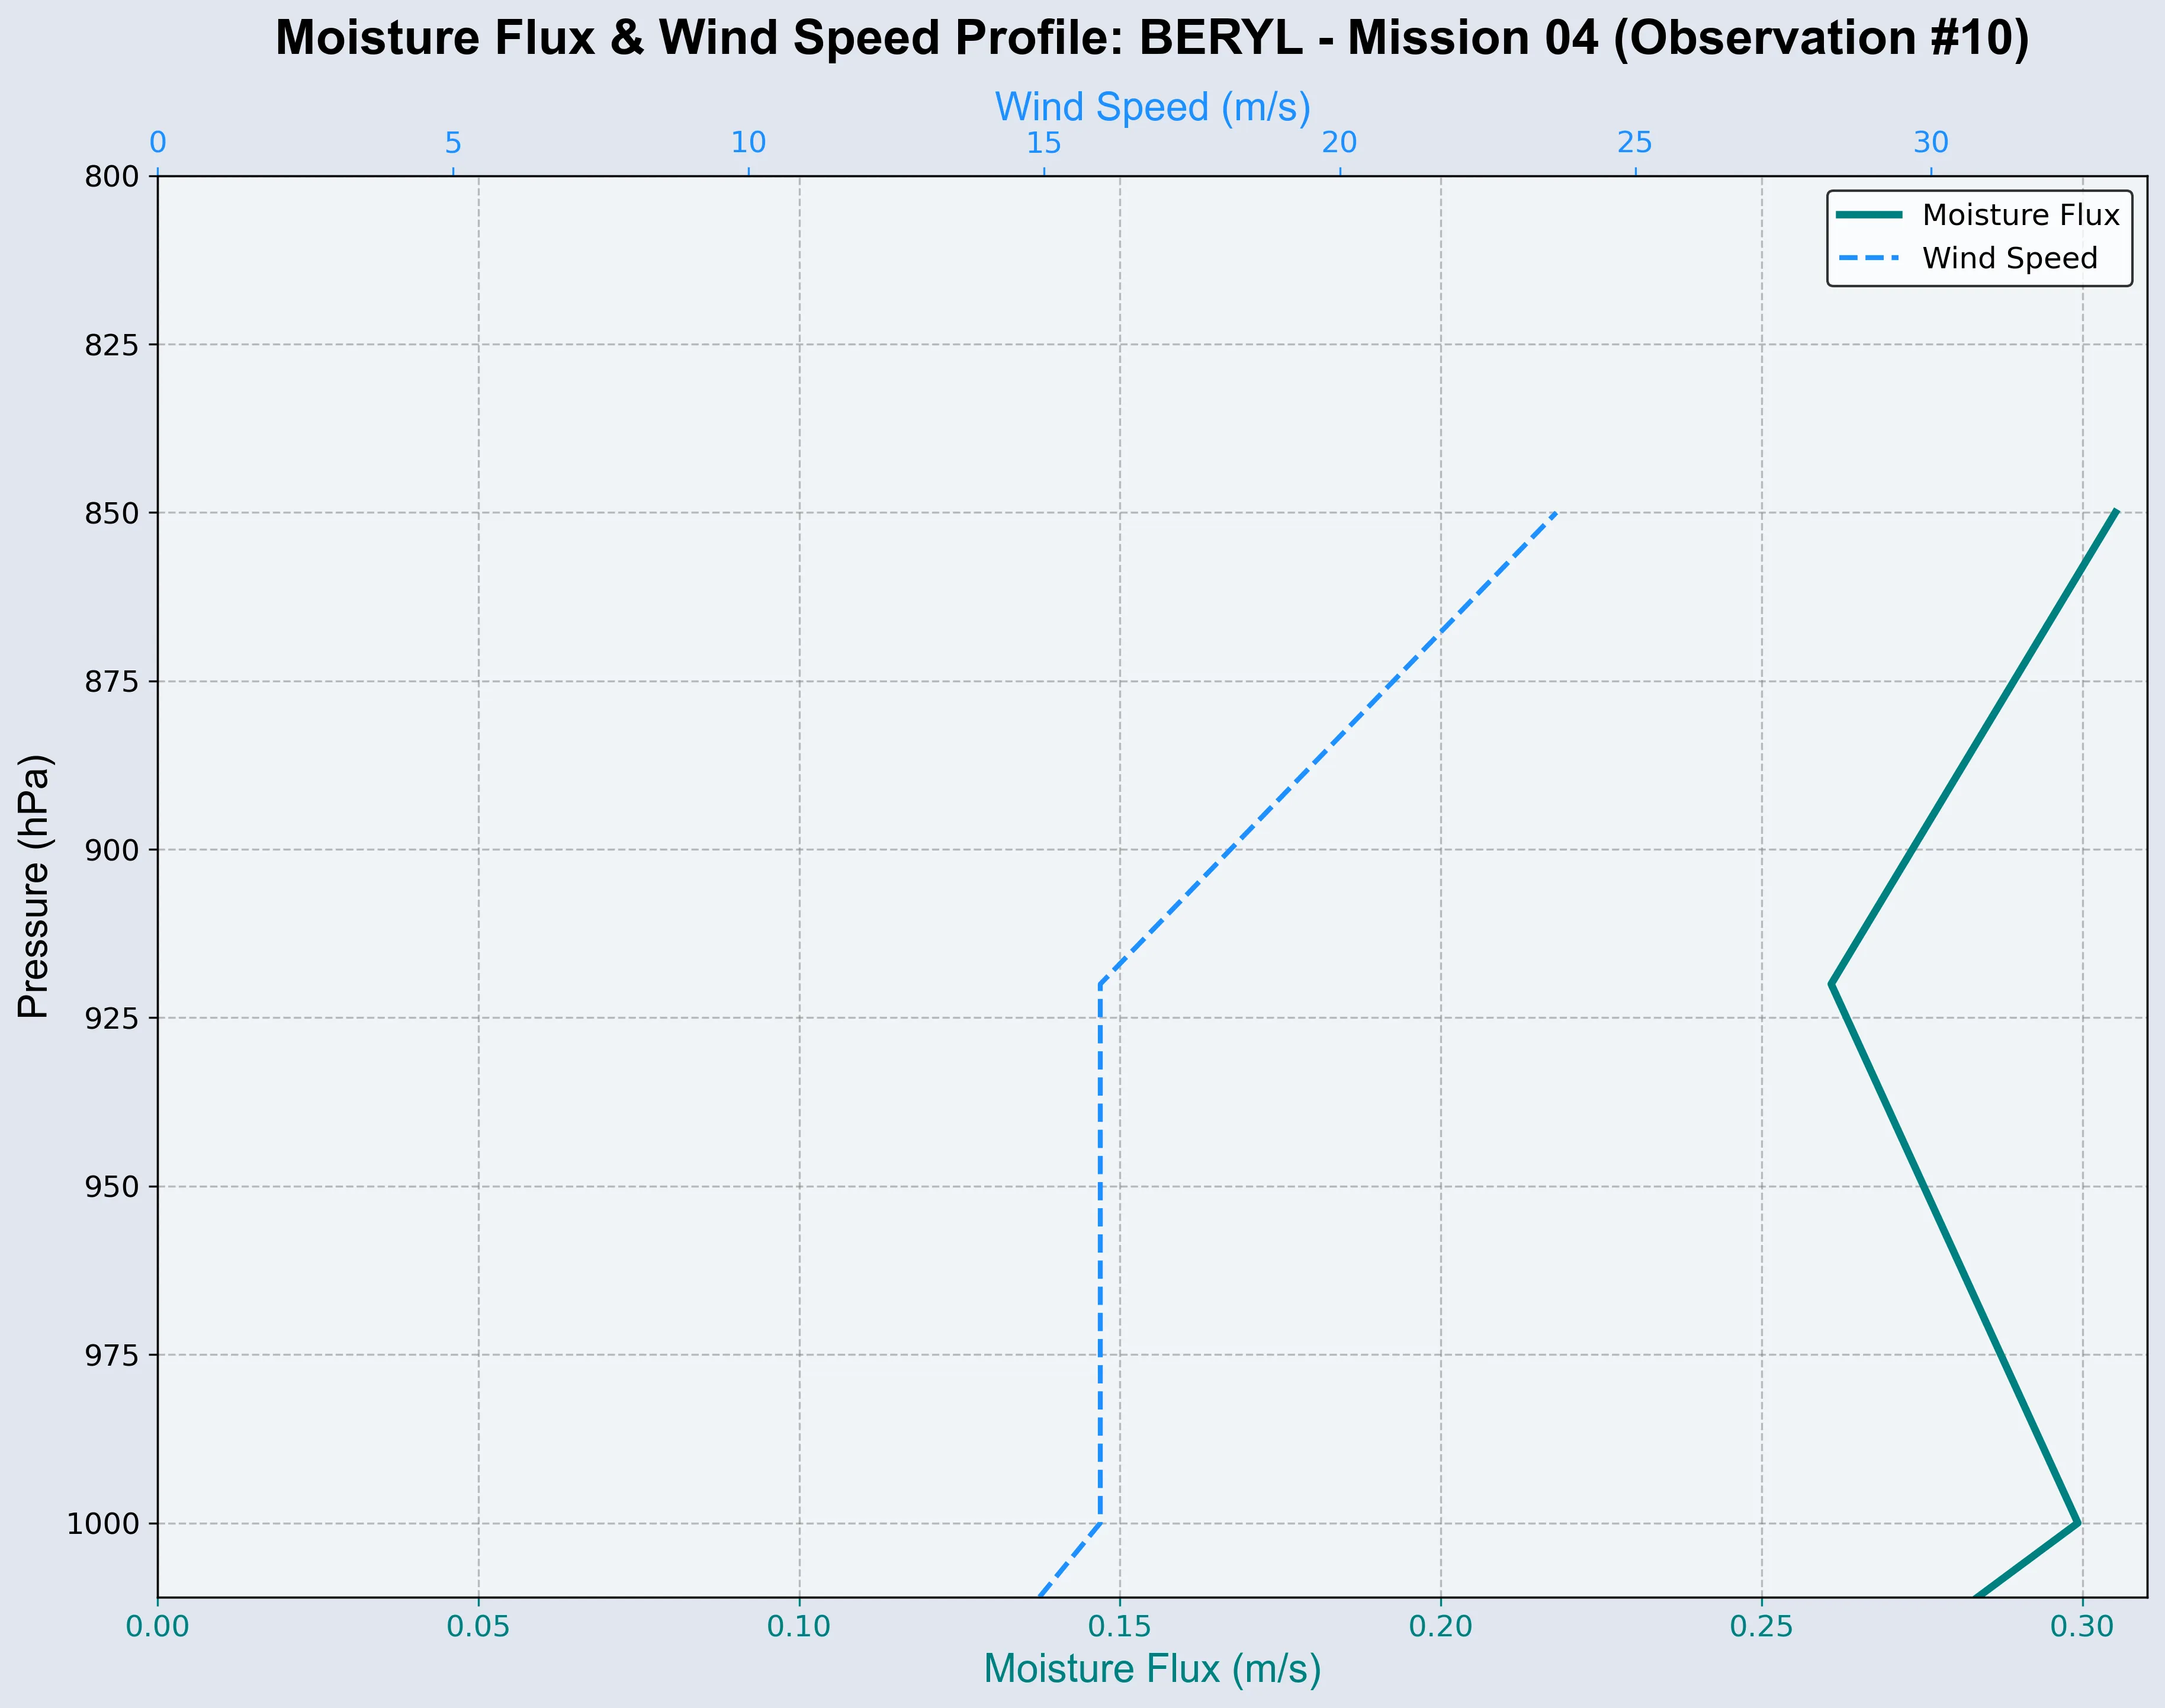 Moisture Flux & Wind Speed Profile: BERYL - Mission 04 (Observation #10)
Wind Speed (m/s)
0 5 10 15 20 25 30
Moisture Flux
Wind Speed
800
825
850
875
900
925
950
975
1000
Pressure (hPa)
0.00 0.05 0.10 0.15 0.20 0.25 0.30
Moisture Flux (m/s)